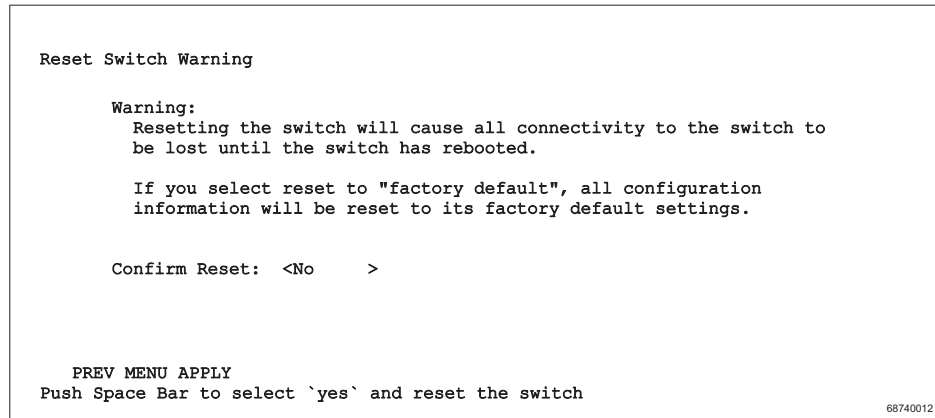 Reset Switch Warning
Warning:
Resetting the switch will cause all connectivity to the switch to
be lost until the switch has rebooted.
If you select reset to "factory default", all configuration
information will be reset to its factory default settings.
Confirm Reset: <No >
PREV MENU APPLY
Push Space Bar to select `yes` and reset the switch
68740012